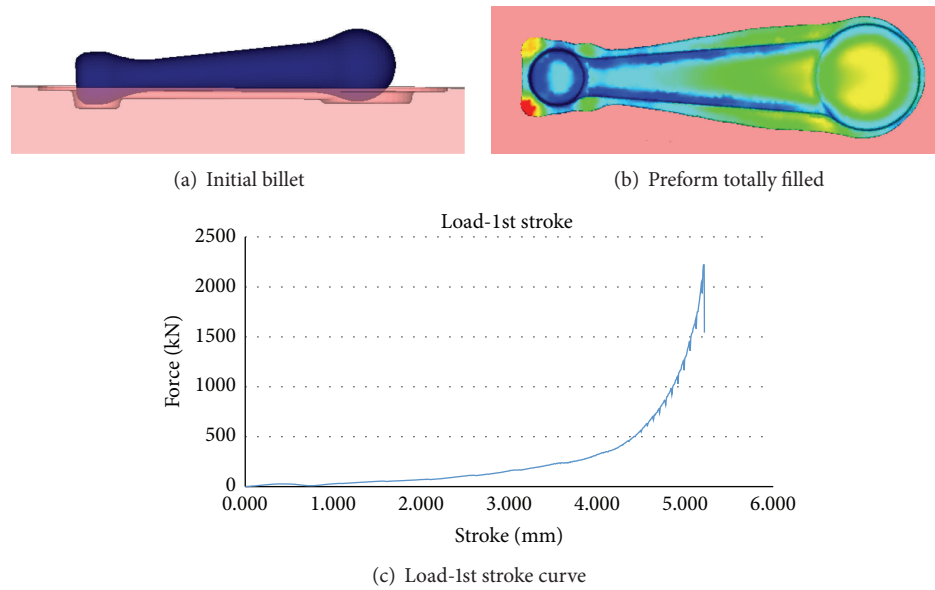 (a) Initial billet
(b) Preform totally filled
Load-1st stroke
2500
2000
1500
1000
500
0
Force (kN)
0.000 1.000 2.000 3.000 4.000 5.000 6.000
Stroke (mm)
(c) Load-1st stroke curve